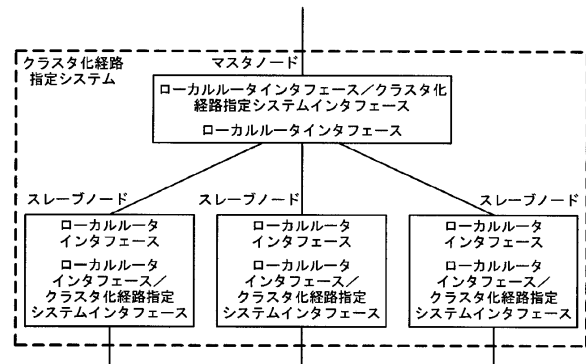 クラスタ化経路
指定システム
マスタノード
ローカルルータインタフェース／クラスタ化
経路指定システムインタフェース
ローカルルータインタフェース
スレーブノード
ローカルルータ
インタフェース
ローカルルータ
インタフェース／
クラスタ化経路指定
システムインタフェース
スレーブノード
ローカルルータ
インタフェース
ローカルルータ
インタフェース／
クラスタ化経路指定
システムインタフェース
スレーブノード
ローカルルータ
インタフェース
ローカルルータ
インタフェース／
クラスタ化経路指定
システムインタフェース